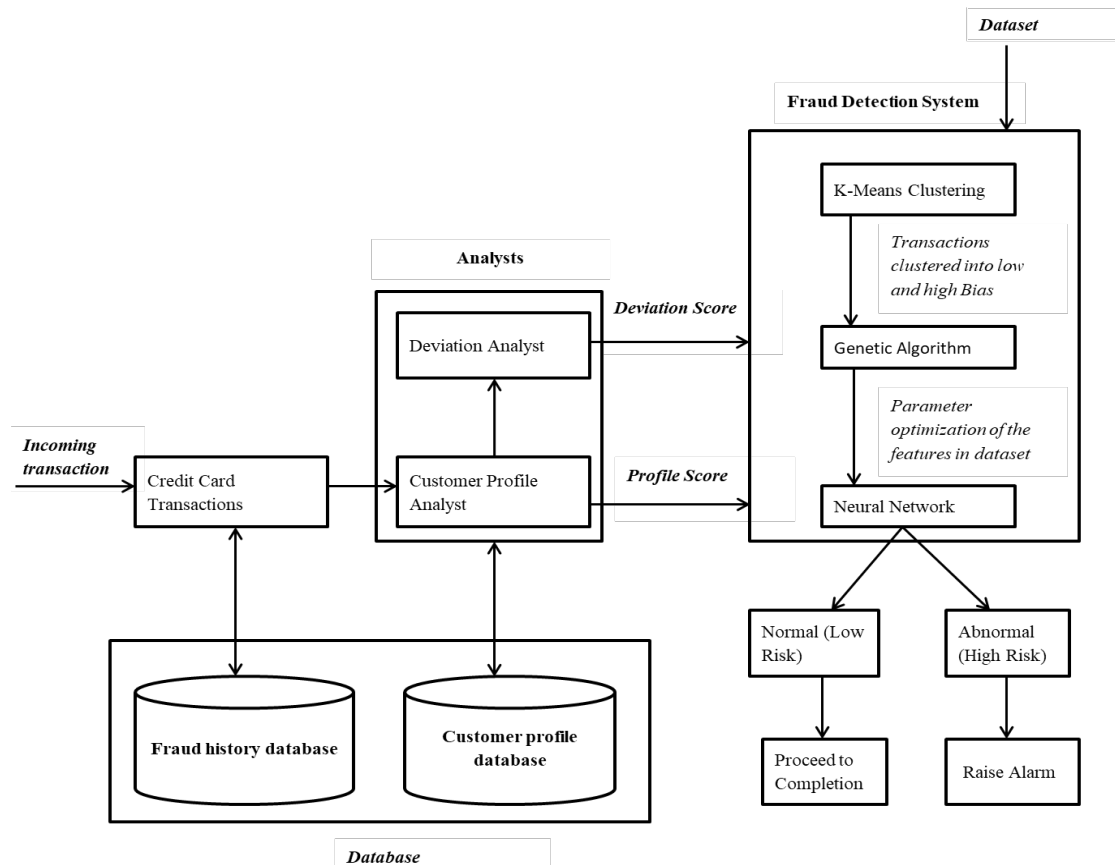 Dataset
Fraud Detection System
K-Means Clustering
Transactions
clustered into low
and high Bias
Analysts
Deviation Score
Deviation Analyst
Genetic Algorithm
Parameter
optimization of the
features in dataset
Incoming
transaction
Credit Card
Transactions
Customer Profile
Analyst
Profile Score
Neural Network
Normal (Low
Risk)
Abnormal
(High Risk)
Fraud history database
Customer profile
database
Proceed to
Completion
Raise Alarm
Database